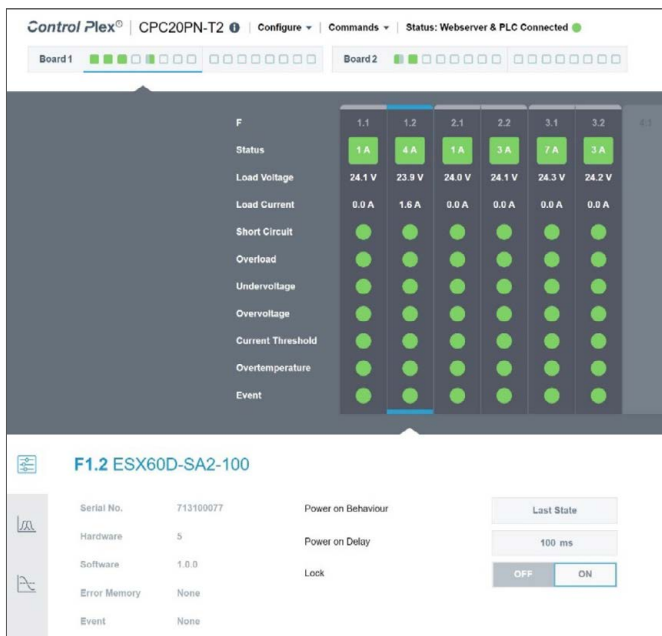 Control Plex® | CPC20PN-T2 | Configure | Commands | Status: Webserver & PLC Connected
Board 1 Board 2
F 1.1 1.2 2.1 2.2 3.1 3.2 4.1
Status 1 A 4 A 1 A 3 A 7 A 3 A
Load Voltage 24.1 V 23.9 V 24.0 V 24.1 V 24.3 V 24.2 V
Load Current 0.0 A 1.6 A 0.0 A 0.0 A 0.0 A 0.0 A
Short Circuit
Overload
Undervoltage
Overvoltage
Current Threshold
Overtemperature
Event
F1.2 ESX60D-SA2-100
Serial No. 713100077 Power on Behaviour Last State
Hardware 5 Power on Delay 100 ms
Software 1.0.0 Lock OFF ON
Error Memory None
Event None